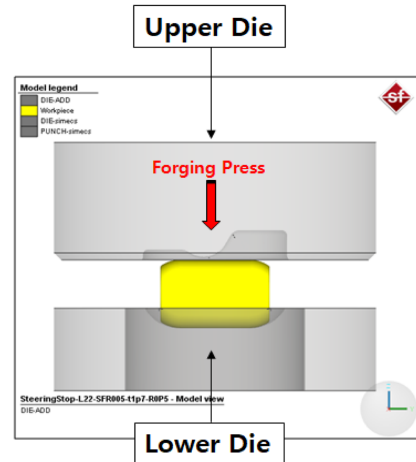 Upper Die
Model legend
DIE-ADD
Workpiece
DIE-simecs
PUNCH-simecs
sf
Forging Press
SteeringStop-L22-SFR005-t1p7-R0P5 - Model view
DIE-ADD
Lower Die